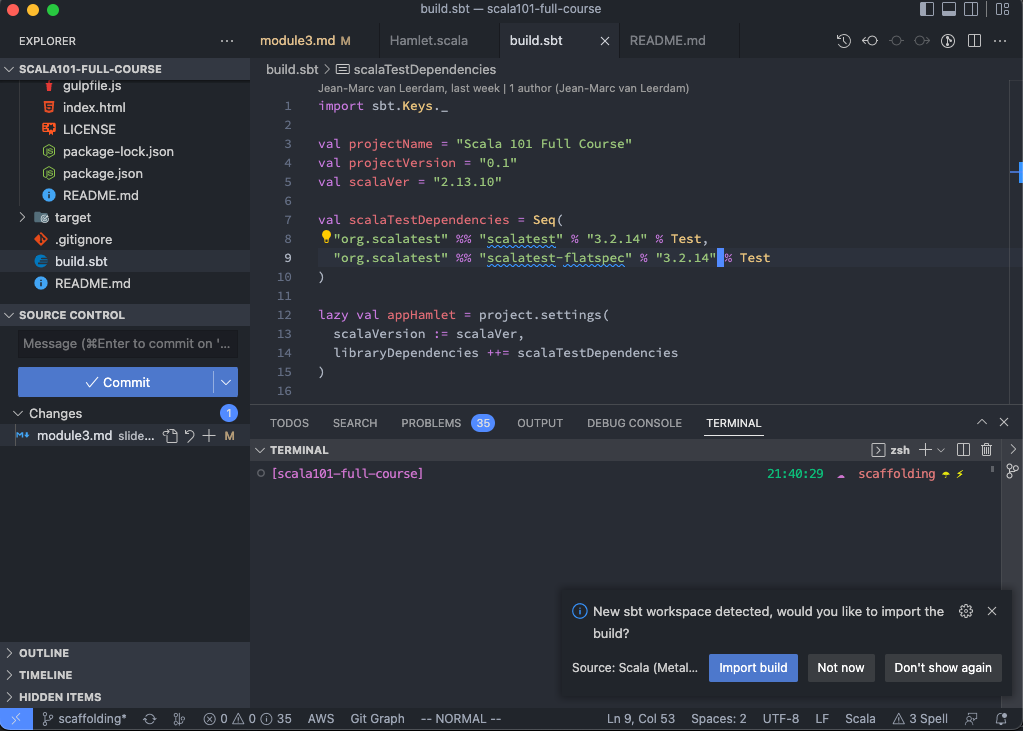 build.sbt — scala101-full-course
EXPLORER
module3.md M
Hamlet.scala
build.sbt
README.md
SCALA101-FULL-COURSE
gulpfile.js
index.html
LICENSE
package-lock.json
package.json
README.md
target
.gitignore
build.sbt
README.md
SOURCE CONTROL
Message (⌘Enter to commit on '...
Commit
Changes
1
module3.md slide... M
build.sbt > scalaTestDependencies
Jean-Marc van Leerdam, last week | 1 author (Jean-Marc van Leerdam)
1 import sbt.Keys._
2
3 val projectName = "Scala 101 Full Course"
4 val projectVersion = "0.1"
5 val scalaVer = "2.13.10"
6
7 val scalaTestDependencies = Seq(
8 "org.scalatest" %% "scalatest" % "3.2.14" % Test,
9 "org.scalatest" %% "scalatest-flatspec" % "3.2.14" % Test
10 )
11
12 lazy val appHamlet = project.settings(
13 scalaVersion := scalaVer,
14 libraryDependencies ++= scalaTestDependencies
15 )
16
TODOS SEARCH PROBLEMS 35 OUTPUT DEBUG CONSOLE TERMINAL
TERMINAL
zsh
[scala101-full-course] 21:40:29 scaffolding
New sbt workspace detected, would you like to import the
build?
Source: Scala (Metal...
Import build
Not now
Don't show again
OUTLINE
TIMELINE
HIDDEN ITEMS
scaffolding* 0 0 35 AWS Git Graph -- NORMAL -- Ln 9, Col 53 Spaces: 2 UTF-8 LF Scala 3 Spell